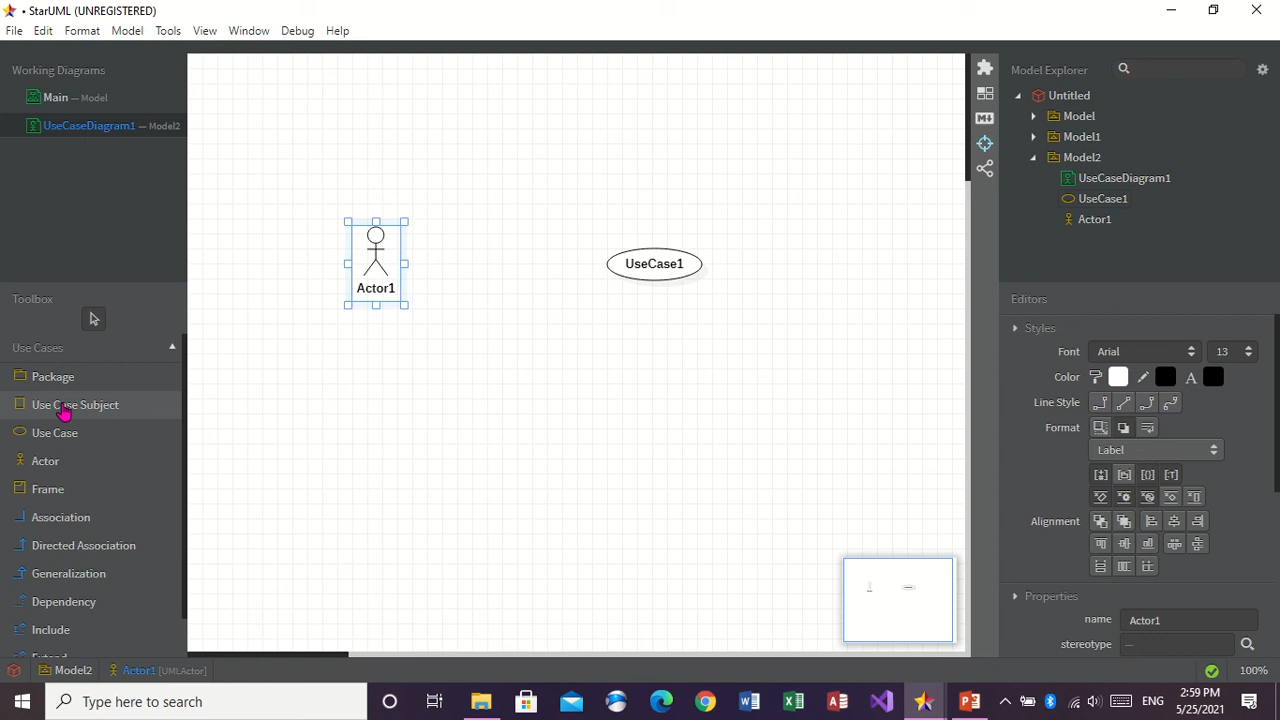 • StarUML (UNREGISTERED)
File Edit Format Model Tools View Window Debug Help
Working Diagrams
Main — Model
UseCaseDiagram1 — Model2
Toolbox
Use Cases
Package
Use Case Subject
Use Case
Actor
Frame
Association
Directed Association
Generalization
Dependency
Include
Extend
Actor1
UseCase1
Model Explorer
Untitled
Model
Model1
Model2
UseCaseDiagram1
UseCase1
Actor1
Editors
Styles
Font Arial 13
Color A
Line Style
Format
Label
Alignment
Properties
name Actor1
stereotype —
Model2 Actor1 [UMLActor] 100%
Type here to search
ENG
2:59 PM
5/25/2021